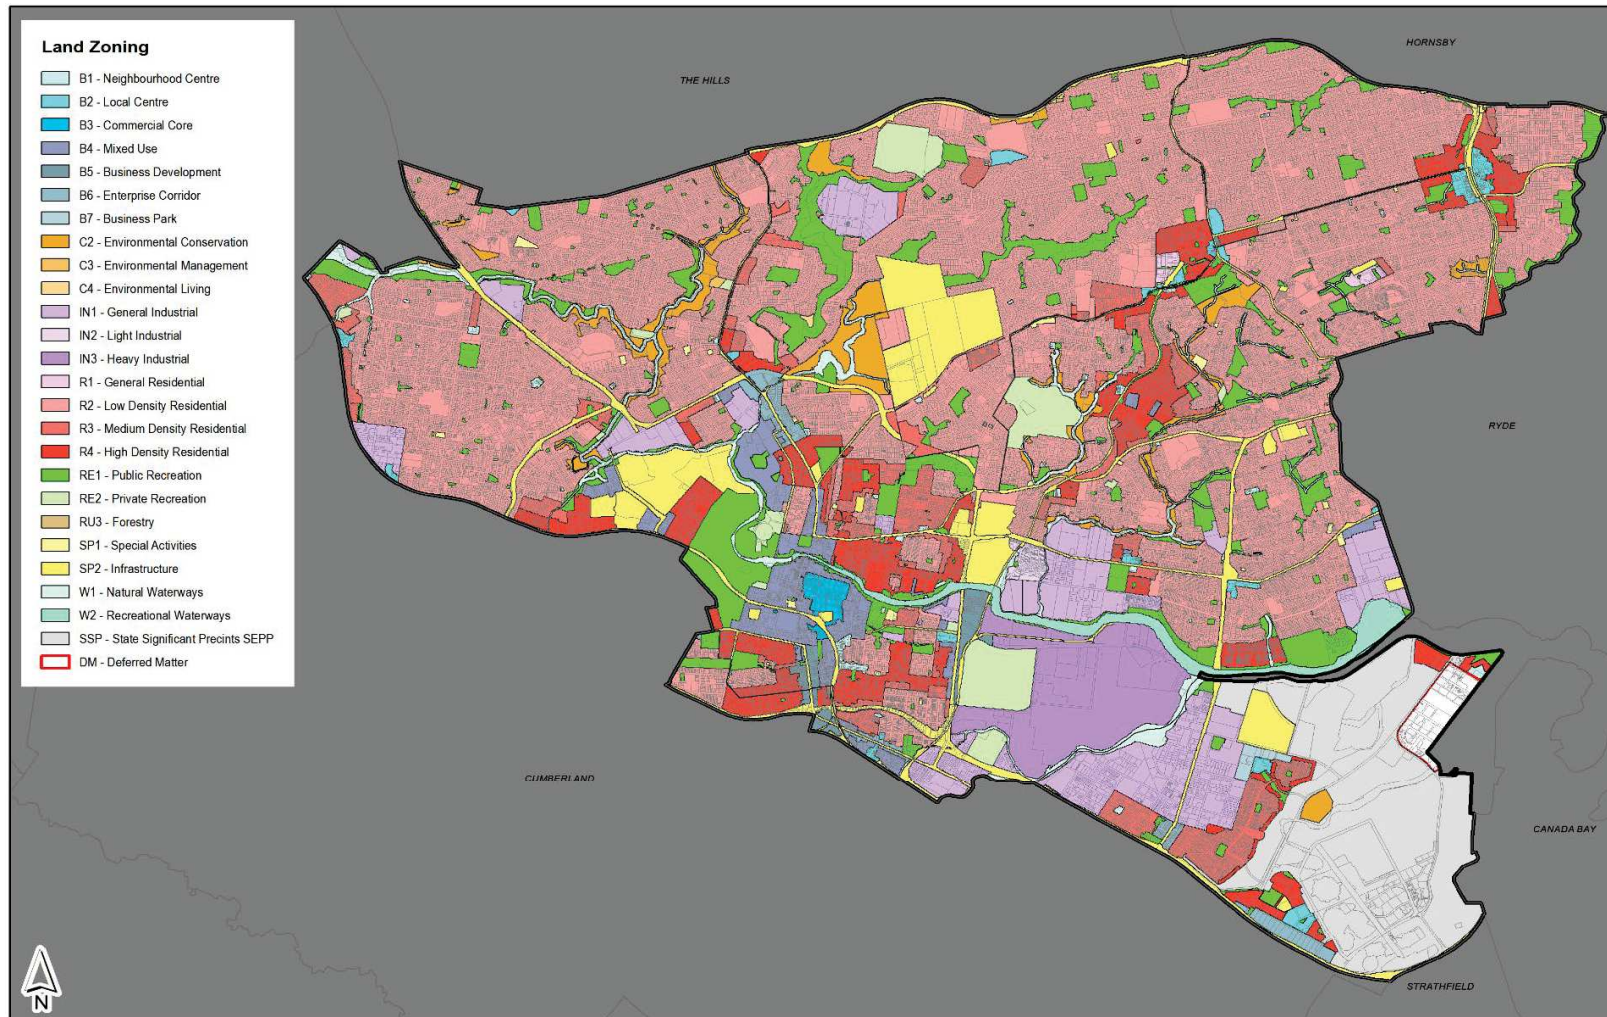 Land Zoning
B1 - Neighbourhood Centre
B2 - Local Centre
B3 - Commercial Core
B4 - Mixed Use
B5 - Business Development
B6 - Enterprise Corridor
B7 - Business Park
C2 - Environmental Conservation
C3 - Environmental Management
C4 - Environmental Living
IN1 - General Industrial
IN2 - Light Industrial
IN3 - Heavy Industrial
R1 - General Residential
R2 - Low Density Residential
R3 - Medium Density Residential
R4 - High Density Residential
RE1 - Public Recreation
RE2 - Private Recreation
RU3 - Forestry
SP1 - Special Activities
SP2 - Infrastructure
W1 - Natural Waterways
W2 - Recreational Waterways
SSP - State Significant Precints SEPP
DM - Deferred Matter
HORNSBY
THE HILLS
RYDE
CUMBERLAND
CANADA BAY
STRATHFIELD
N